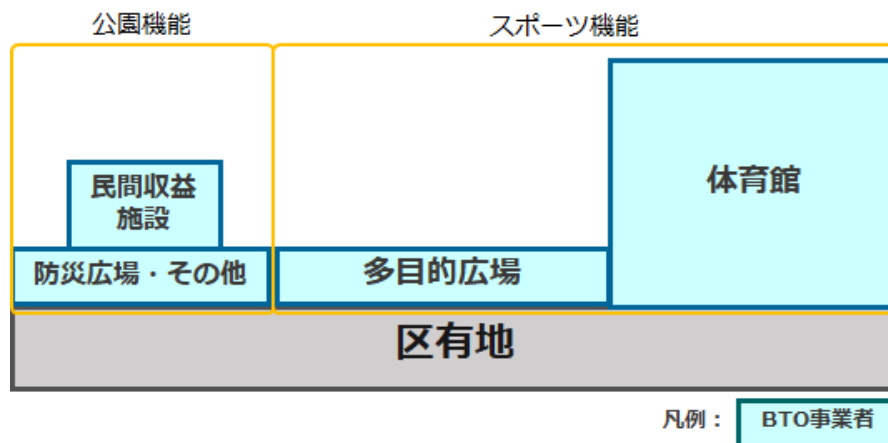 公園機能
スポーツ機能
体育館
民間収益
施設
防災広場・その他
多目的広場
区有地
凡例：
BTO事業者